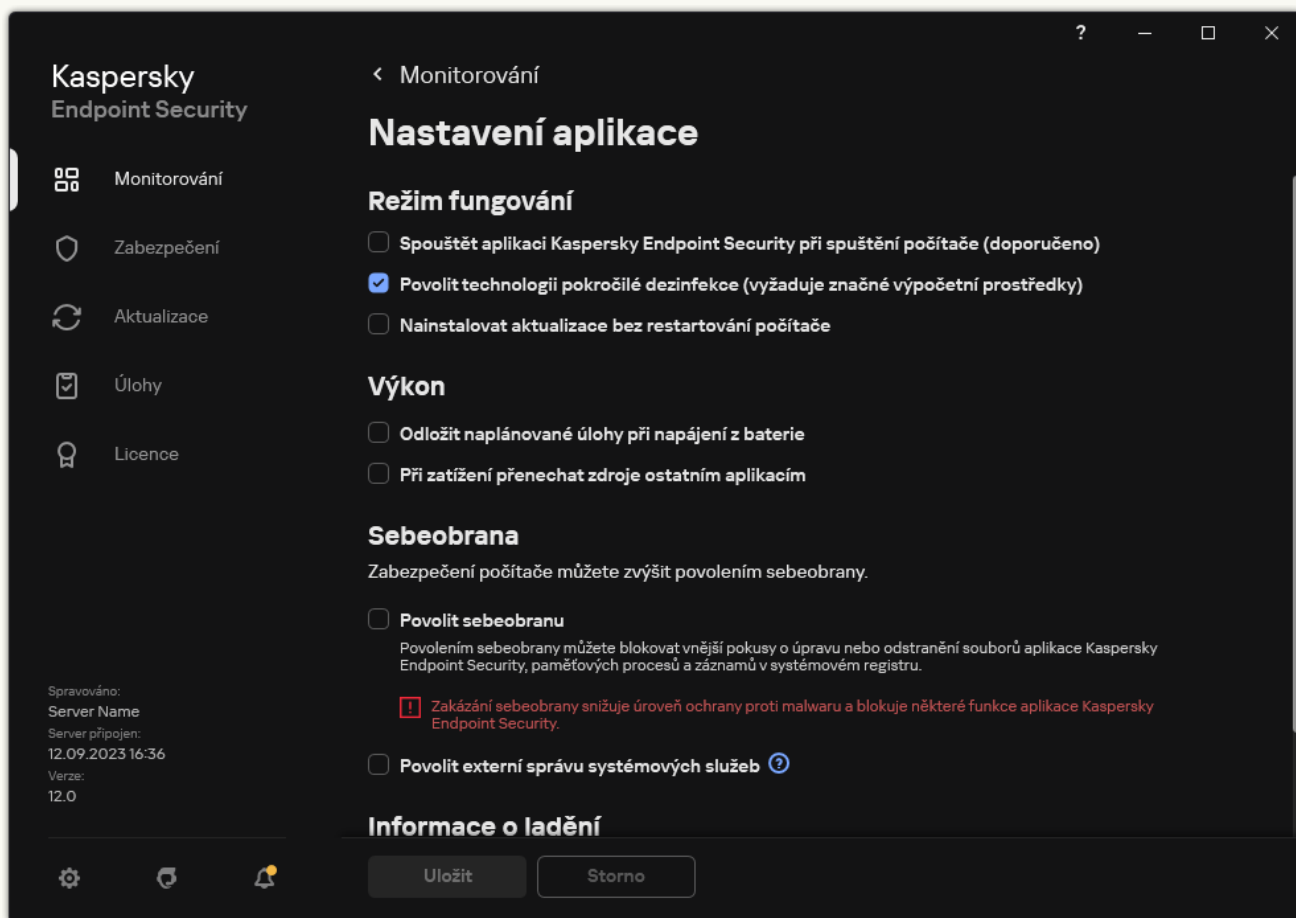 ?
Kaspersky
Endpoint Security
Monitorování
Zabezpečení
Aktualizace
Úlohy
Licence
Spravováno:
Server Name
Server připojen:
12.09.2023 16:36
Verze:
12.0
Monitorování
Nastavení aplikace
Režim fungování
Spouštět aplikaci Kaspersky Endpoint Security při spuštění počítače (doporučeno)
Povolit technologii pokročilé dezinfekce (vyžaduje značné výpočetní prostředky)
Nainstalovat aktualizace bez restartování počítače
Výkon
Odložit naplánované úlohy při napájení z baterie
Při zatížení přenechat zdroje ostatním aplikacím
Sebeobrana
Zabezpečení počítače můžete zvýšit povolením sebeobrany.
Povolit sebeobranu
Povolením sebeobrany můžete blokovat vnější pokusy o úpravu nebo odstranění souborů aplikace Kaspersky
Endpoint Security, paměťových procesů a záznamů v systémovém registru.
Zakázání sebeobrany snižuje úroveň ochrany proti malwaru a blokuje některé funkce aplikace Kaspersky
Endpoint Security.
Povolit externí správu systémových služeb ?
Informace o ladění
Uložit
Storno